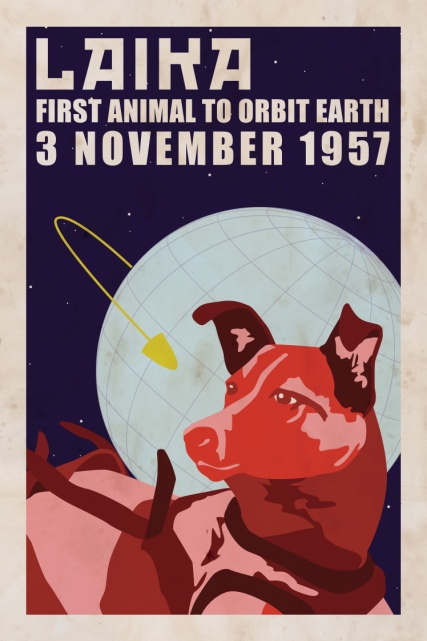 LAIKA
FIRST ANIMAL TO ORBIT EARTH
3 NOVEMBER 1957